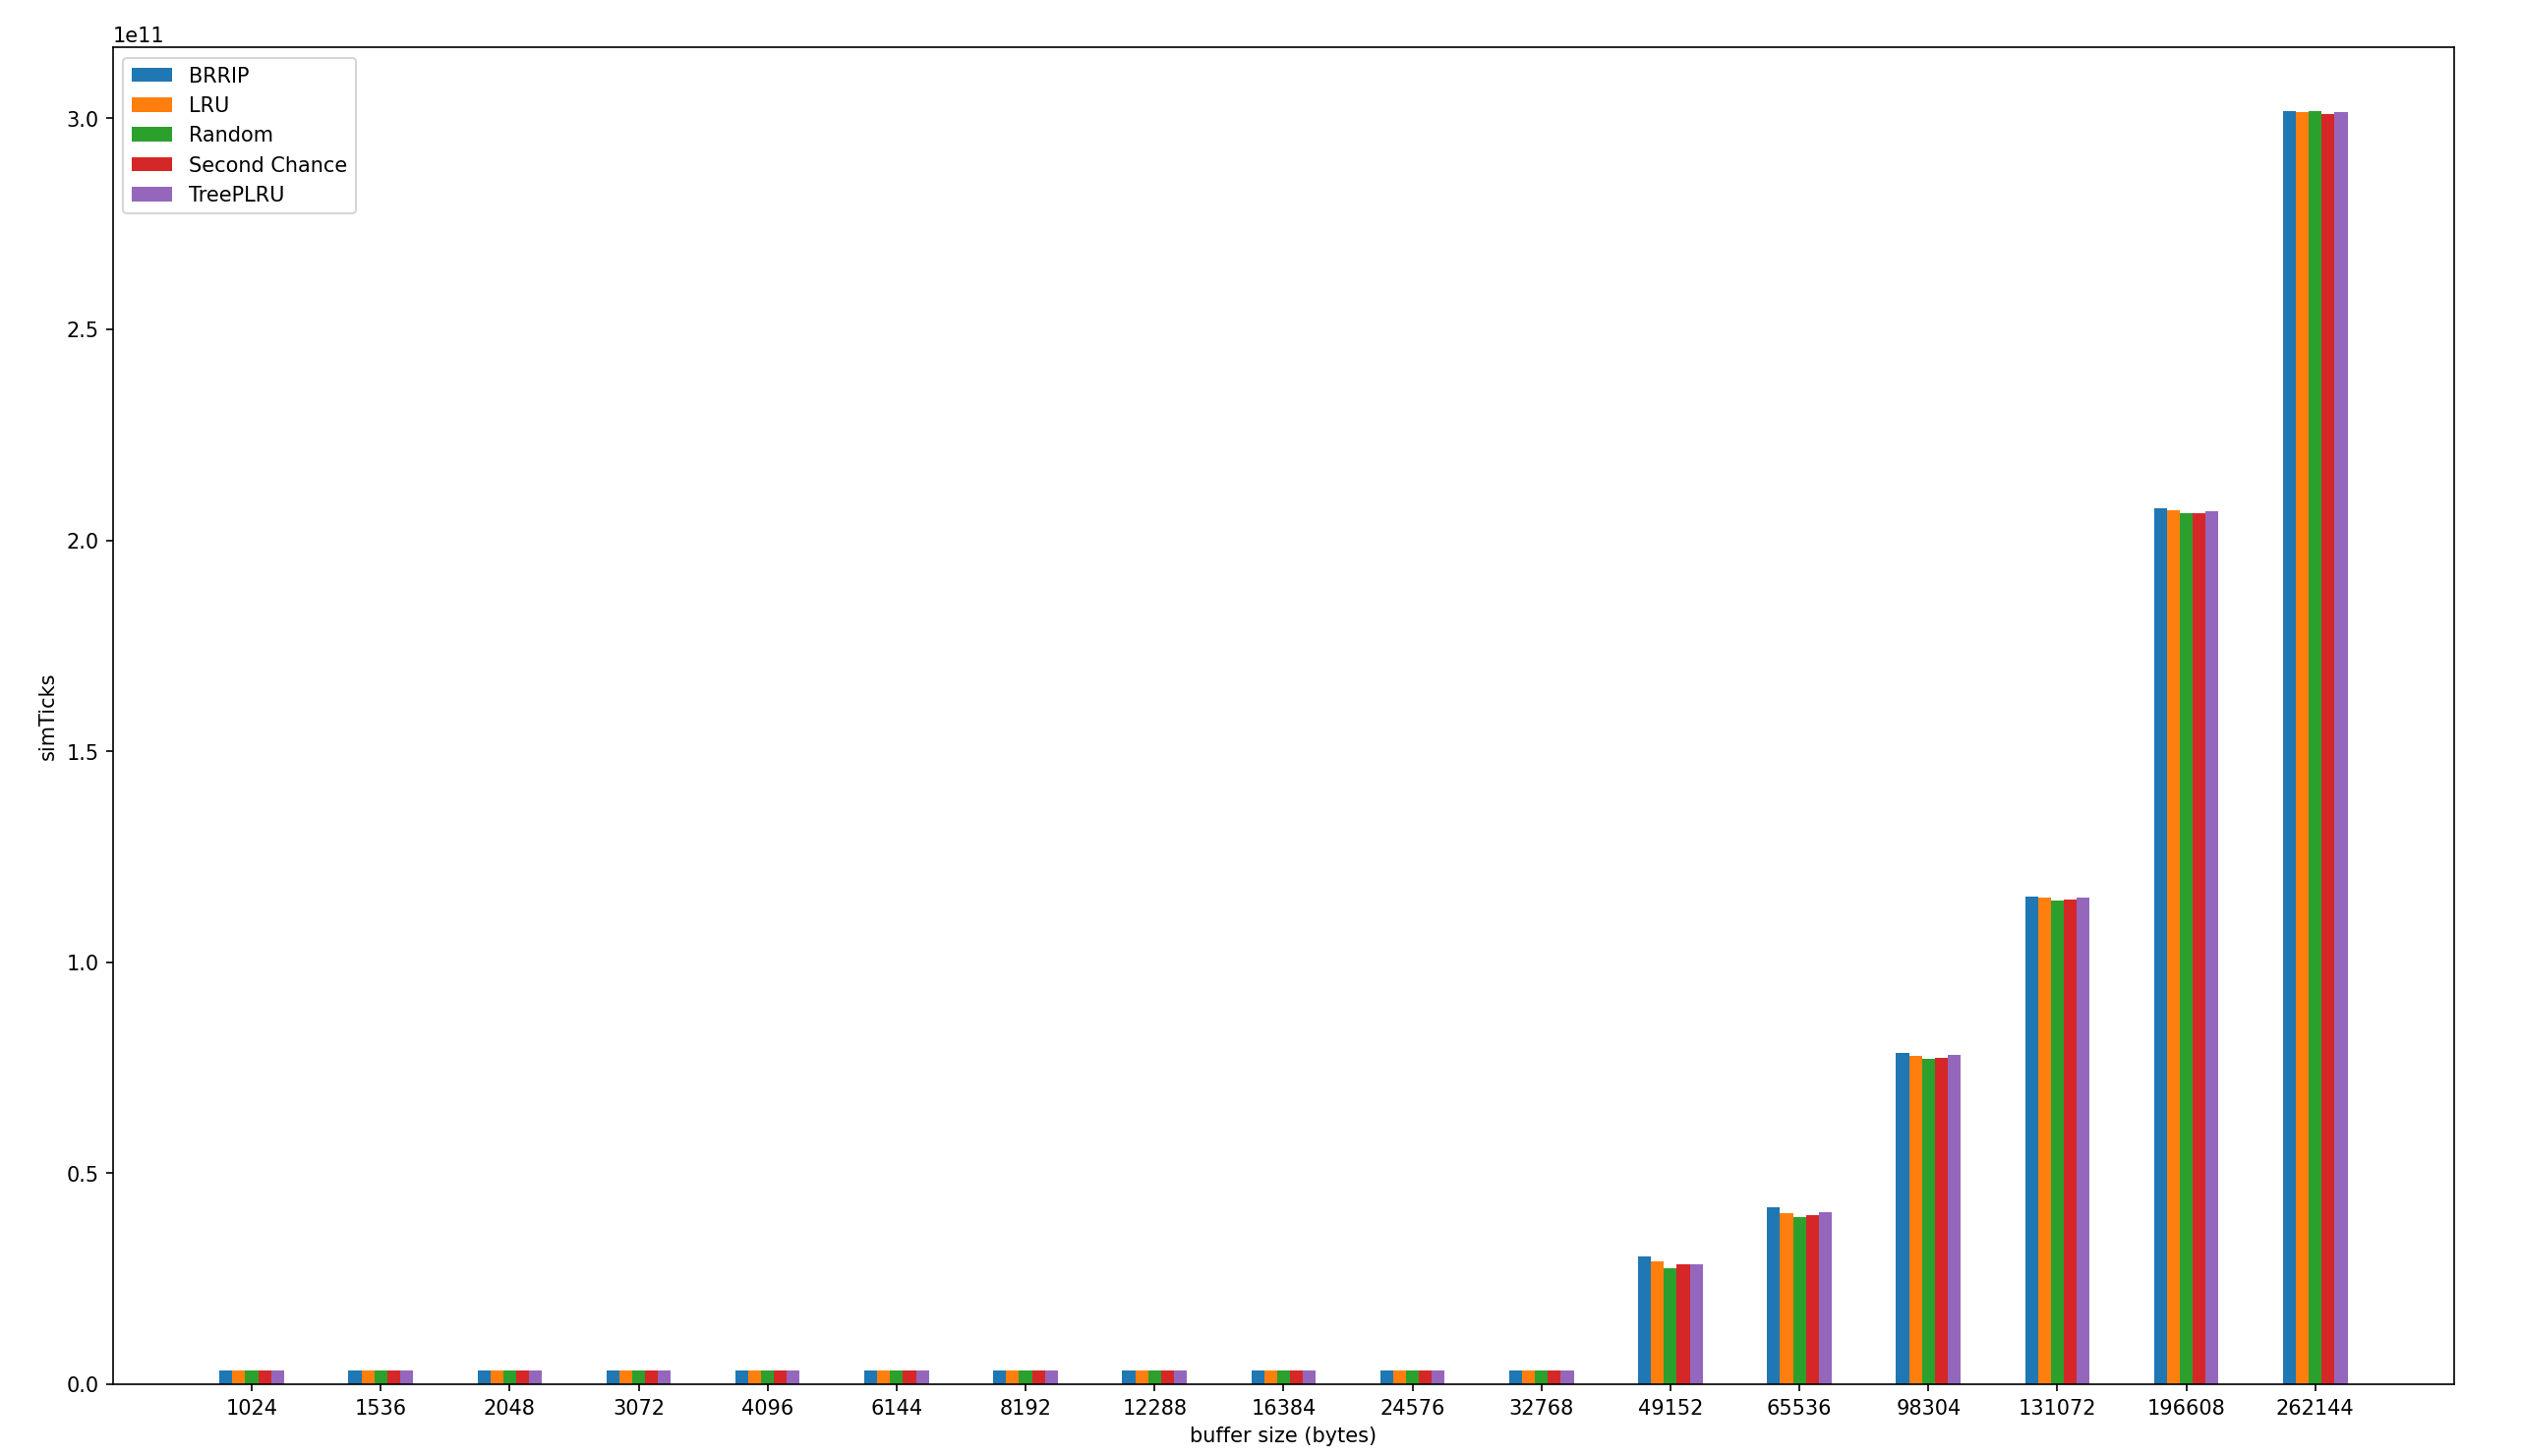 1e11
BRRIP
LRU
Random
Second Chance
TreePLRU
3.0
2.5
2.0
1.5
1.0
0.5
0.0
simTicks
1024 1536 2048 3072 4096 6144 8192 12288 16384 24576 32768 49152 65536 98304 131072 196608 262144
buffer size (bytes)